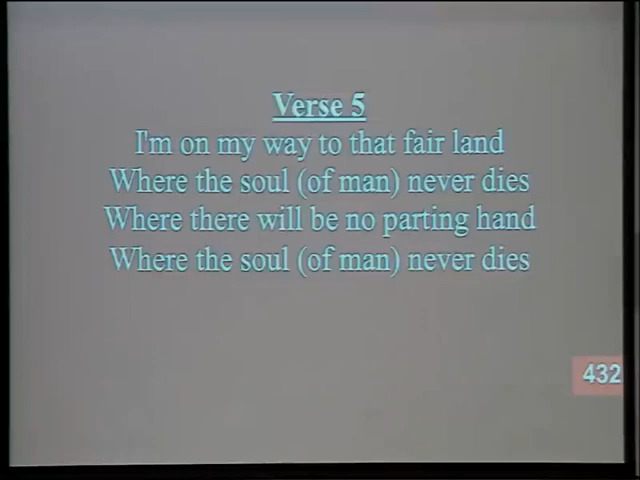 Verse 5
I'm on my way to that fair land
Where the soul (of man) never dies
Where there will be no parting hand
Where the soul (of man) never dies
432